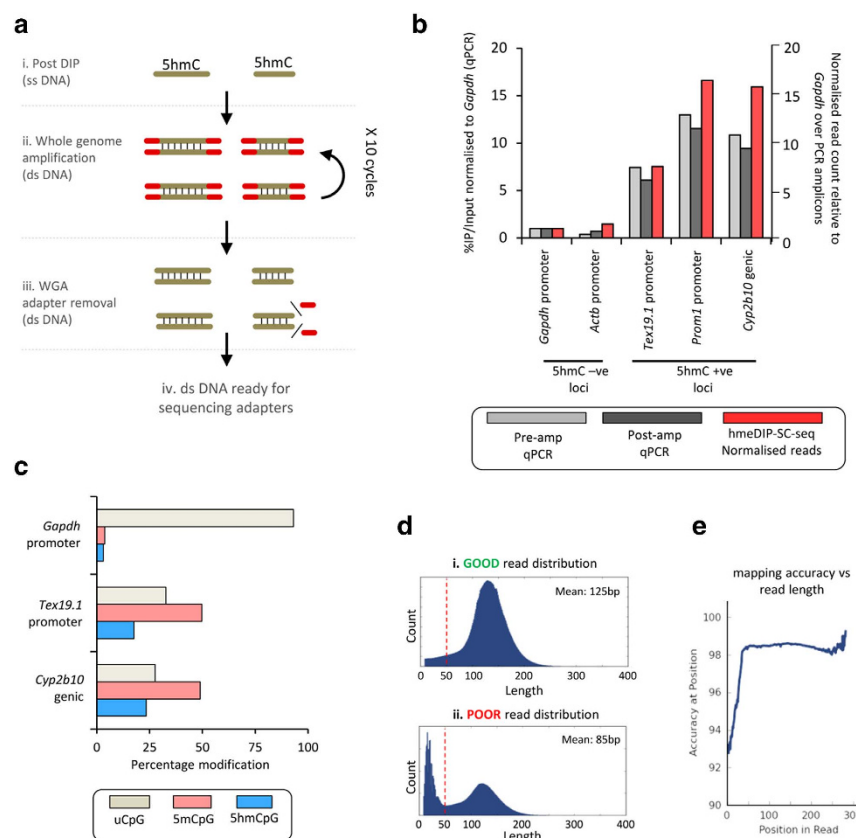 a
i. Post DIP
(ss DNA)
5hmC
5hmC
ii. Whole genome
amplification
(ds DNA)
X 10 cycles
iii. WGA
adapter removal
(ds DNA)
iv. ds DNA ready for
sequencing adapters
b
%IP/Input normalised to Gapdh (qPCR)
20
15
10
5
0
20
15
10
5
0
Normalised read count relative to
Gapdh over PCR amplicons
Gapdh promoter
Actb promoter
Tex19.1 promoter
Prom1 promoter
Cyp2b10 genic
5hmC –ve
loci
5hmC +ve
loci
Pre-amp
qPCR
Post-amp
qPCR
hmeDIP-SC-seq
Normalised reads
c
Gapdh
promoter
Tex19.1
promoter
Cyp2b10
genic
0 25 50 75 100
Percentage modification
uCpG
5mCpG
5hmCpG
d
i. GOOD read distribution
Mean: 125bp
Count
0 50 100 200 300 400
Length
ii. POOR read distribution
Mean: 85bp
Count
0 50 100 200 300 400
Length
e
mapping accuracy vs
read length
Accuracy at Position
100
98
96
94
92
90
0 100 200
Position in Read